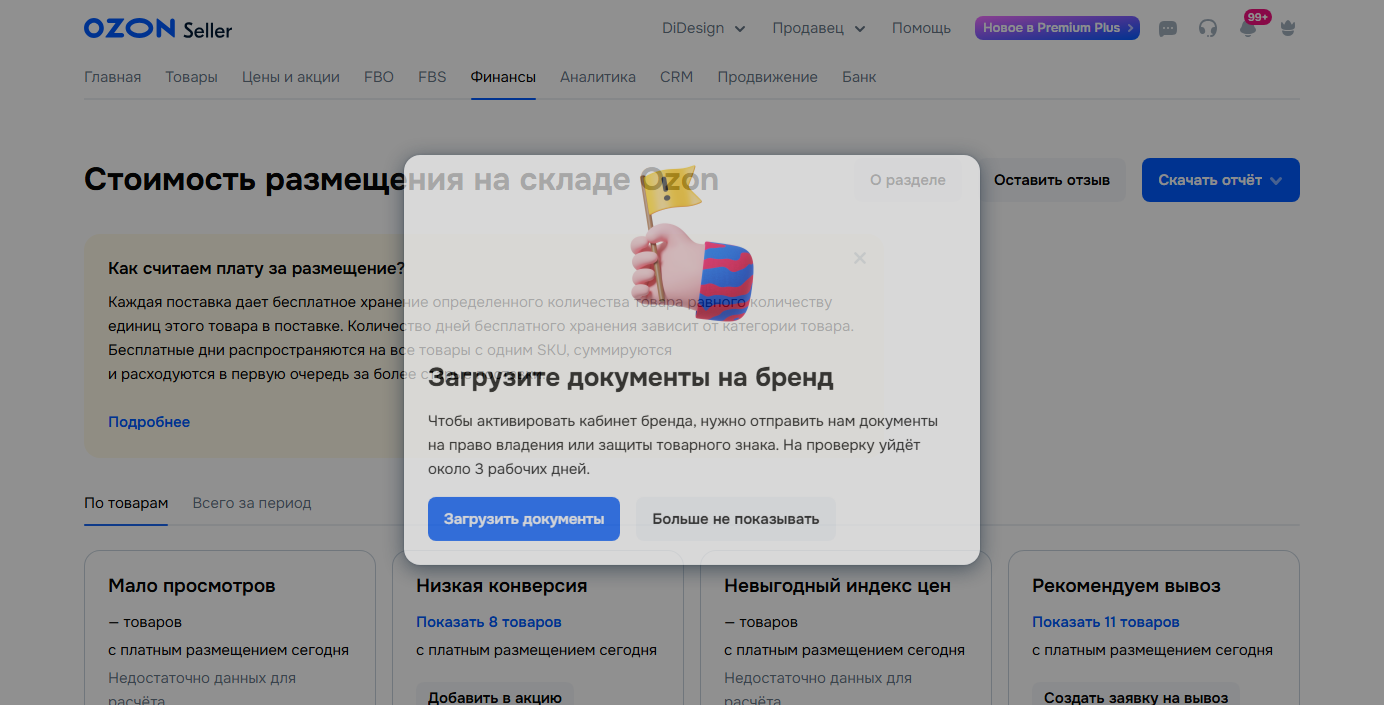 OZON Seller
DiDesign
Продавец
Помощь
Новое в Premium Plus
99+
Главная
Товары
Цены и акции
FBO
FBS
Финансы
Аналитика
CRM
Продвижение
Банк
Стоимость размещения на складе Ozon
О разделе
Оставить отзыв
Скачать отчёт
Как считаем плату за размещение?
Каждая поставка дает бесплатное хранение определенного количества товара равного количеству
единиц этого товара в поставке. Количество дней бесплатного хранения зависит от категории товара.
Бесплатные дни распространяются на все товары с одним SKU, суммируются
и расходуются в первую очередь за более
Подробнее
Загрузите документы на бренд
Чтобы активировать кабинет бренда, нужно отправить нам документы
на право владения или защиты товарного знака. На проверку уйдёт
около 3 рабочих дней.
Загрузить документы
Больше не показывать
По товарам
Всего за период
Мало просмотров
— товаров
с платным размещением сегодня
Недостаточно данных для
расчёта
Низкая конверсия
Показать 8 товаров
с платным размещением сегодня
Добавить в акцию
Невыгодный индекс цен
— товаров
с платным размещением сегодня
Недостаточно данных для
расчёта
Рекомендуем вывоз
Показать 11 товаров
с платным размещением сегодня
Создать заявку на вывоз